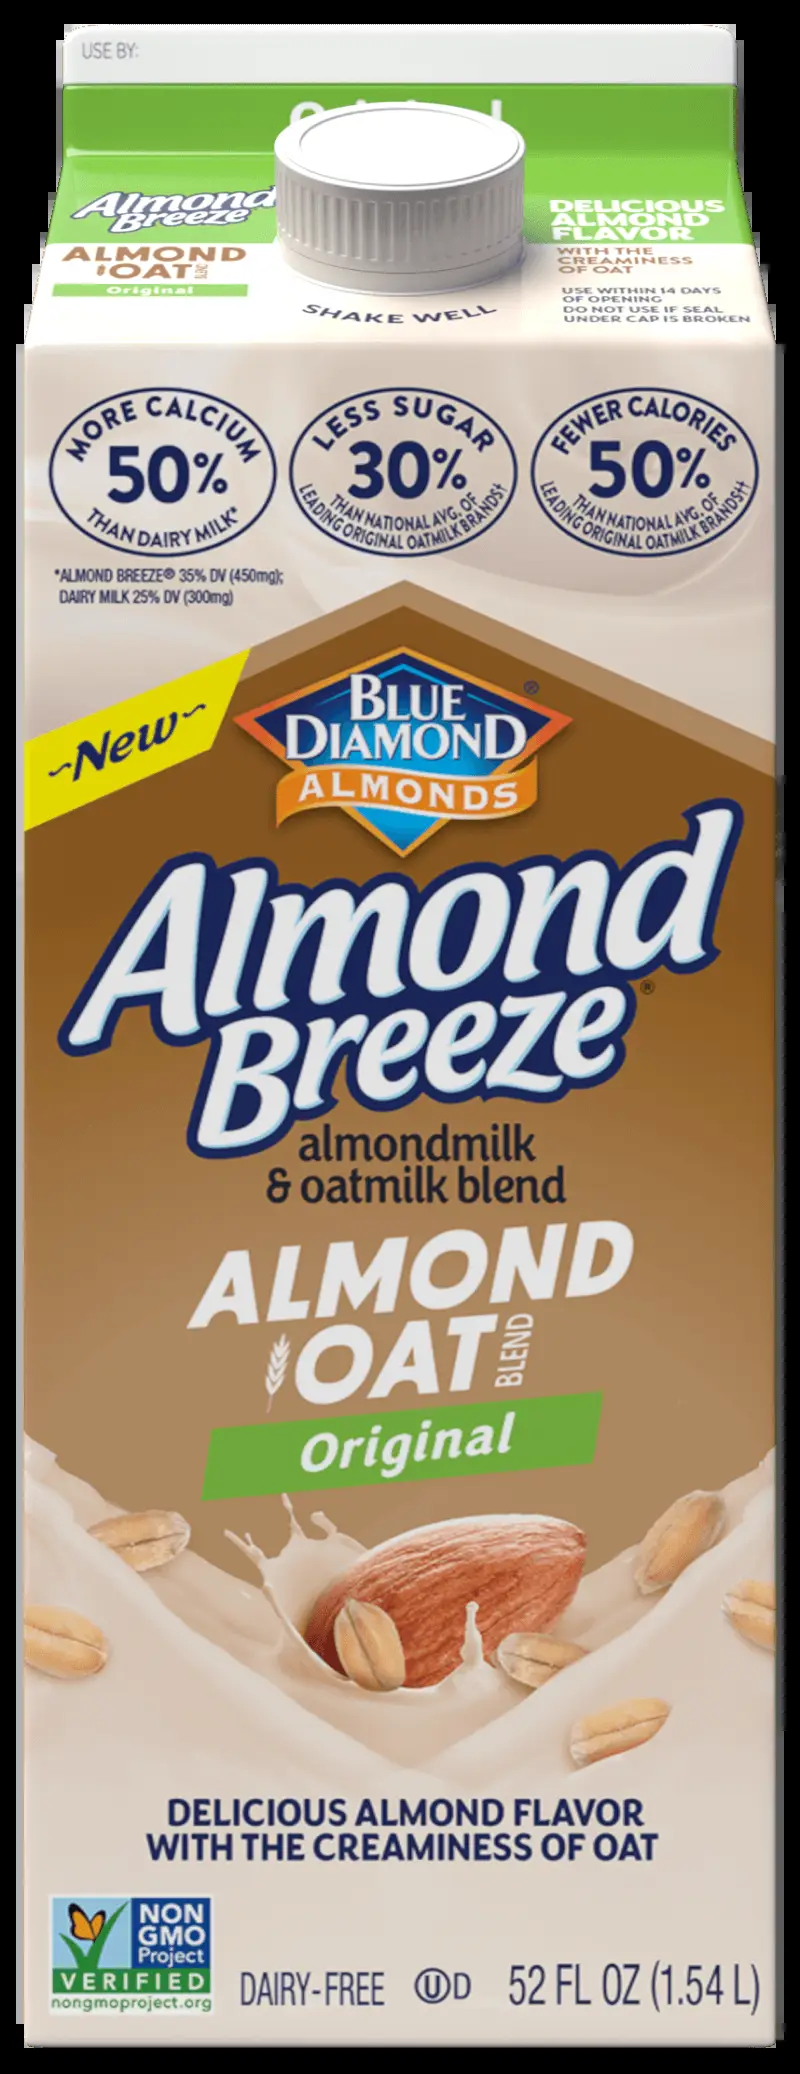 USE BY:
Almond
Breeze
ALMOND
OAT BLEND
Original
DELICIOUS
ALMOND
FLAVOR
WITH THE
CREAMINESS
OF OAT
USE WITHIN 14 DAYS
OF OPENING
DO NOT USE IF SEAL
UNDER CAP IS BROKEN
SHAKE WELL
MORE CALCIUM
50%
THAN DAIRY MILK*
LESS SUGAR
30%
THAN NATIONAL AVG. OF
LEADING ORIGINAL OATMILK BRANDS†
FEWER CALORIES
50%
THAN NATIONAL AVG. OF
LEADING ORIGINAL OATMILK BRANDS††
*ALMOND BREEZE® 35% DV (450mg);
DAIRY MILK 25% DV (300mg)
~New~
BLUE
DIAMOND
ALMONDS
®
Almond
Breeze®
almondmilk
& oatmilk blend
ALMOND
OAT BLEND
Original
DELICIOUS ALMOND FLAVOR
WITH THE CREAMINESS OF OAT
NON
GMO
Project
VERIFIED
nongmoproject.org
DAIRY-FREE UD 52 FL OZ (1.54 L)